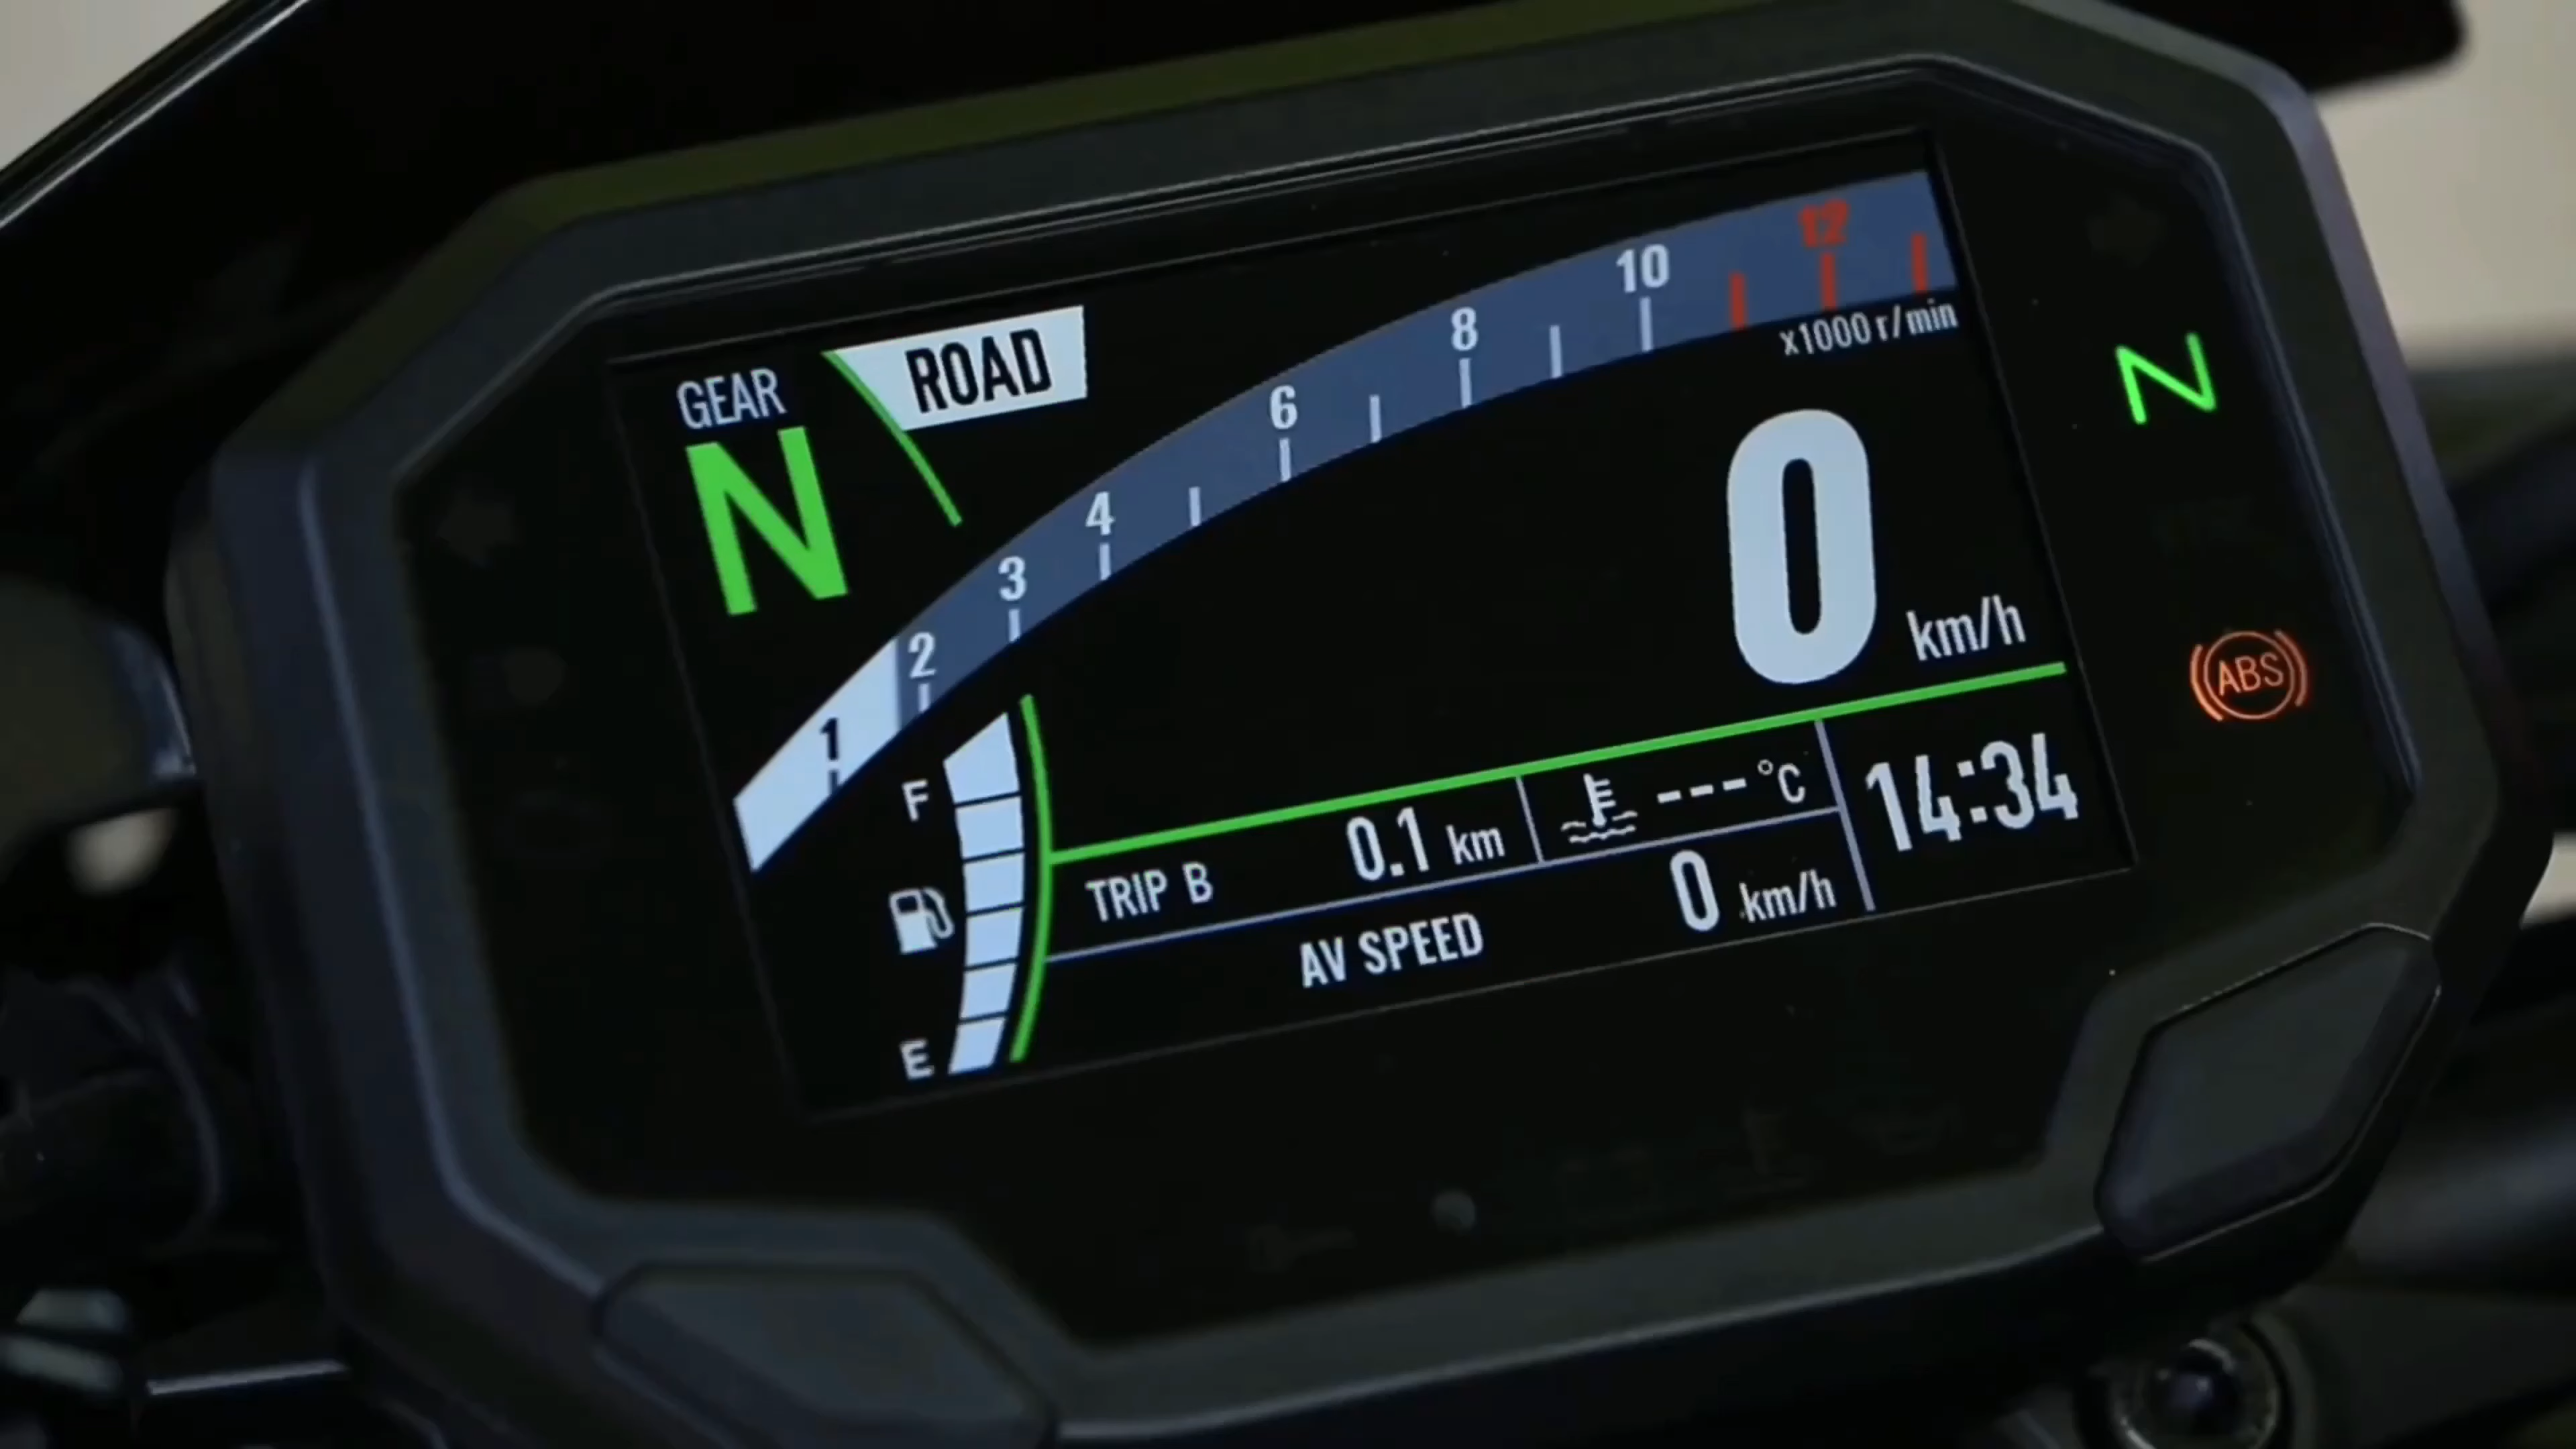 GEAR
N
ROAD
1 2 3 4 6 8 10 12
x1000 r/min
N
0 km/h
ABS
F
E
TRIP B 0.1 km
---°C
14:34
AV SPEED 0 km/h